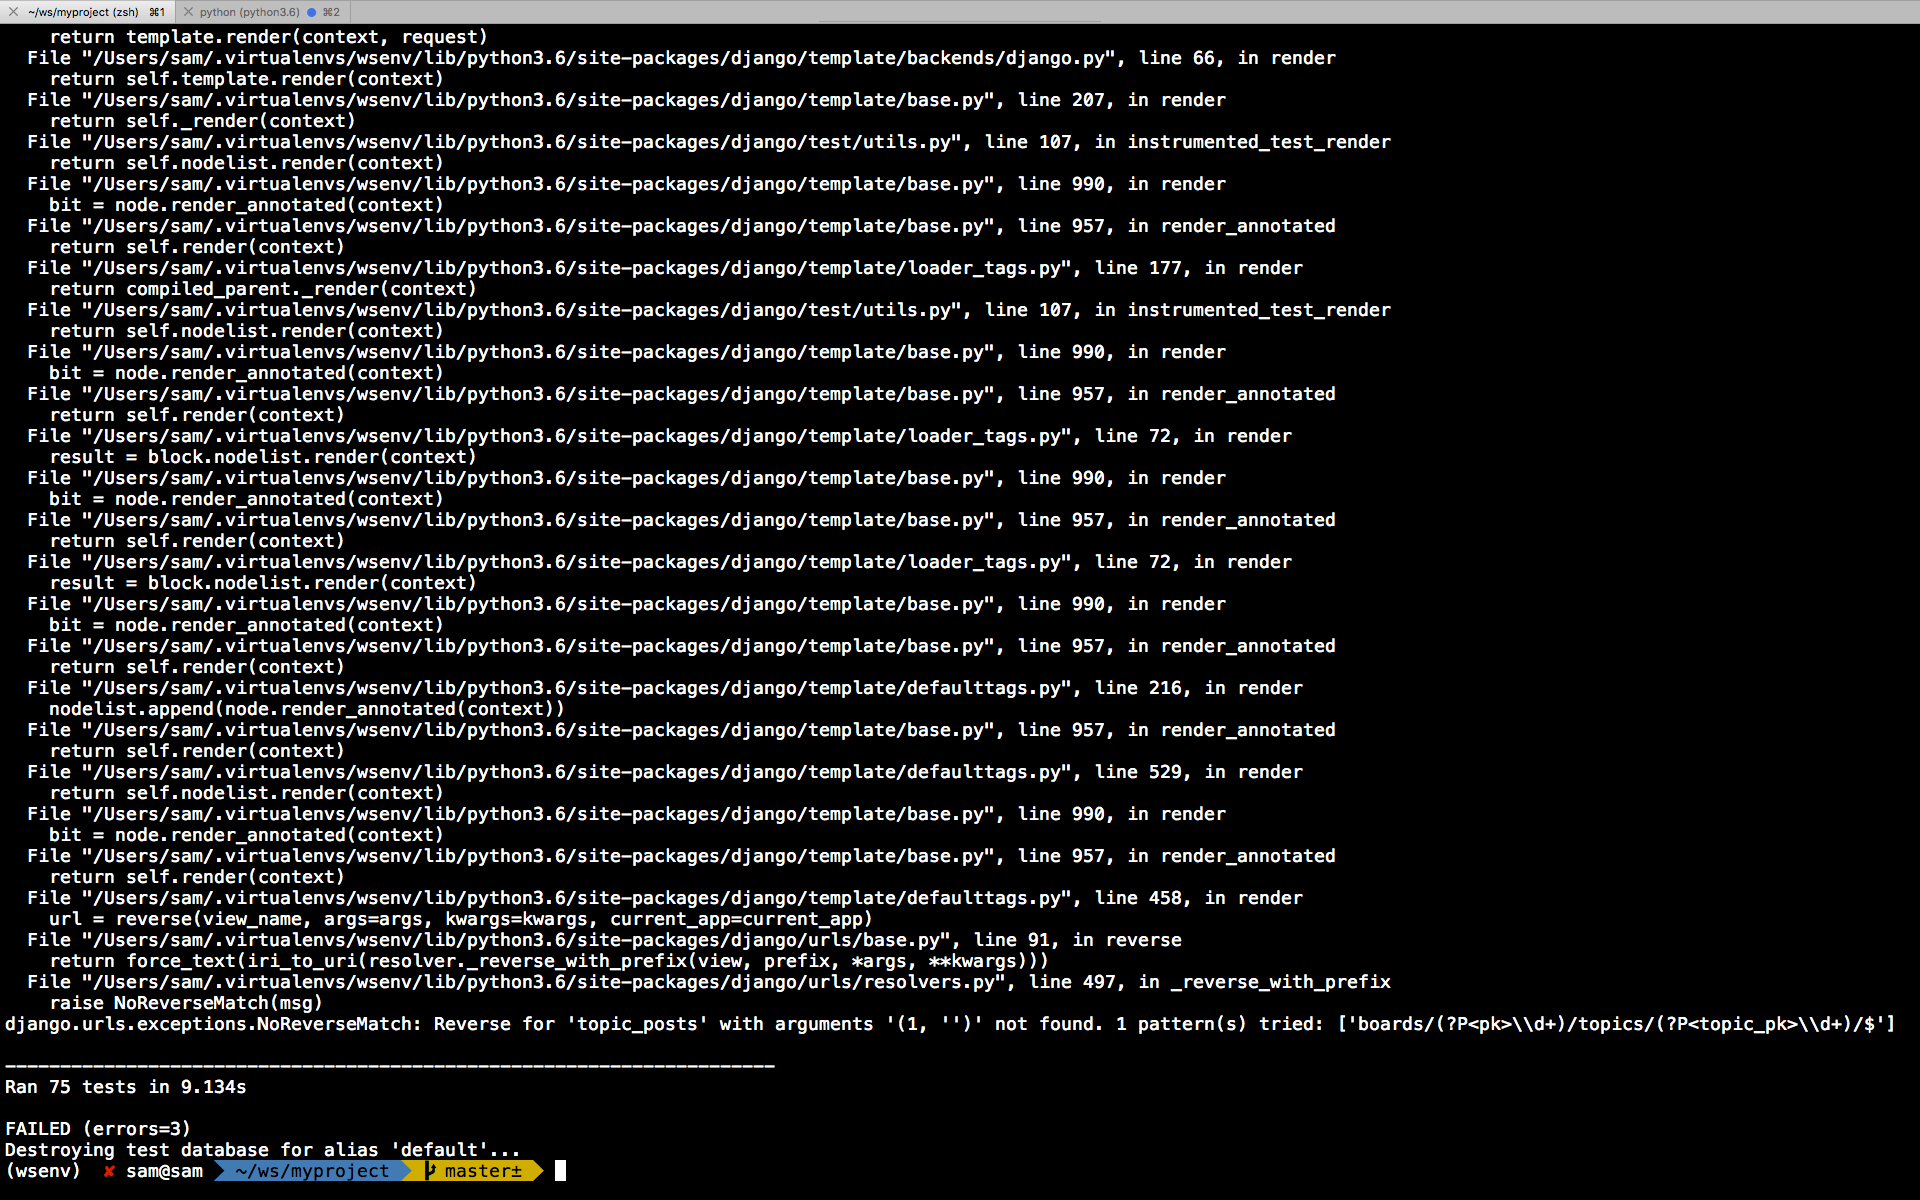 ~/ws/myproject (zsh) ⌘1 python (python3.6) ⌘2
return template.render(context, request)
File "/Users/sam/.virtualenvs/wsenv/lib/python3.6/site-packages/django/template/backends/django.py", line 66, in render
return self.template.render(context)
File "/Users/sam/.virtualenvs/wsenv/lib/python3.6/site-packages/django/template/base.py", line 207, in render
return self._render(context)
File "/Users/sam/.virtualenvs/wsenv/lib/python3.6/site-packages/django/test/utils.py", line 107, in instrumented_test_render
return self.nodelist.render(context)
File "/Users/sam/.virtualenvs/wsenv/lib/python3.6/site-packages/django/template/base.py", line 990, in render
bit = node.render_annotated(context)
File "/Users/sam/.virtualenvs/wsenv/lib/python3.6/site-packages/django/template/base.py", line 957, in render_annotated
return self.render(context)
File "/Users/sam/.virtualenvs/wsenv/lib/python3.6/site-packages/django/template/loader_tags.py", line 177, in render
return compiled_parent._render(context)
File "/Users/sam/.virtualenvs/wsenv/lib/python3.6/site-packages/django/test/utils.py", line 107, in instrumented_test_render
return self.nodelist.render(context)
File "/Users/sam/.virtualenvs/wsenv/lib/python3.6/site-packages/django/template/base.py", line 990, in render
bit = node.render_annotated(context)
File "/Users/sam/.virtualenvs/wsenv/lib/python3.6/site-packages/django/template/base.py", line 957, in render_annotated
return self.render(context)
File "/Users/sam/.virtualenvs/wsenv/lib/python3.6/site-packages/django/template/loader_tags.py", line 72, in render
result = block.nodelist.render(context)
File "/Users/sam/.virtualenvs/wsenv/lib/python3.6/site-packages/django/template/base.py", line 990, in render
bit = node.render_annotated(context)
File "/Users/sam/.virtualenvs/wsenv/lib/python3.6/site-packages/django/template/base.py", line 957, in render_annotated
return self.render(context)
File "/Users/sam/.virtualenvs/wsenv/lib/python3.6/site-packages/django/template/loader_tags.py", line 72, in render
result = block.nodelist.render(context)
File "/Users/sam/.virtualenvs/wsenv/lib/python3.6/site-packages/django/template/base.py", line 990, in render
bit = node.render_annotated(context)
File "/Users/sam/.virtualenvs/wsenv/lib/python3.6/site-packages/django/template/base.py", line 957, in render_annotated
return self.render(context)
File "/Users/sam/.virtualenvs/wsenv/lib/python3.6/site-packages/django/template/defaulttags.py", line 216, in render
nodelist.append(node.render_annotated(context))
File "/Users/sam/.virtualenvs/wsenv/lib/python3.6/site-packages/django/template/base.py", line 957, in render_annotated
return self.render(context)
File "/Users/sam/.virtualenvs/wsenv/lib/python3.6/site-packages/django/template/defaulttags.py", line 529, in render
return self.nodelist.render(context)
File "/Users/sam/.virtualenvs/wsenv/lib/python3.6/site-packages/django/template/base.py", line 990, in render
bit = node.render_annotated(context)
File "/Users/sam/.virtualenvs/wsenv/lib/python3.6/site-packages/django/template/base.py", line 957, in render_annotated
return self.render(context)
File "/Users/sam/.virtualenvs/wsenv/lib/python3.6/site-packages/django/template/defaulttags.py", line 458, in render
url = reverse(view_name, args=args, kwargs=kwargs, current_app=current_app)
File "/Users/sam/.virtualenvs/wsenv/lib/python3.6/site-packages/django/urls/base.py", line 91, in reverse
return force_text(iri_to_uri(resolver._reverse_with_prefix(view, prefix, *args, **kwargs)))
File "/Users/sam/.virtualenvs/wsenv/lib/python3.6/site-packages/django/urls/resolvers.py", line 497, in _reverse_with_prefix
raise NoReverseMatch(msg)
django.urls.exceptions.NoReverseMatch: Reverse for 'topic_posts' with arguments '(1, '')' not found. 1 pattern(s) tried: ['boards/(?P<pk>\\d+)/topics/(?P<topic_pk>\\d+)/$']
----------------------------------------------------------------------
Ran 75 tests in 9.134s
FAILED (errors=3)
Destroying test database for alias 'default'...
(wsenv) ✘ sam@sam ~/ws/myproject master±